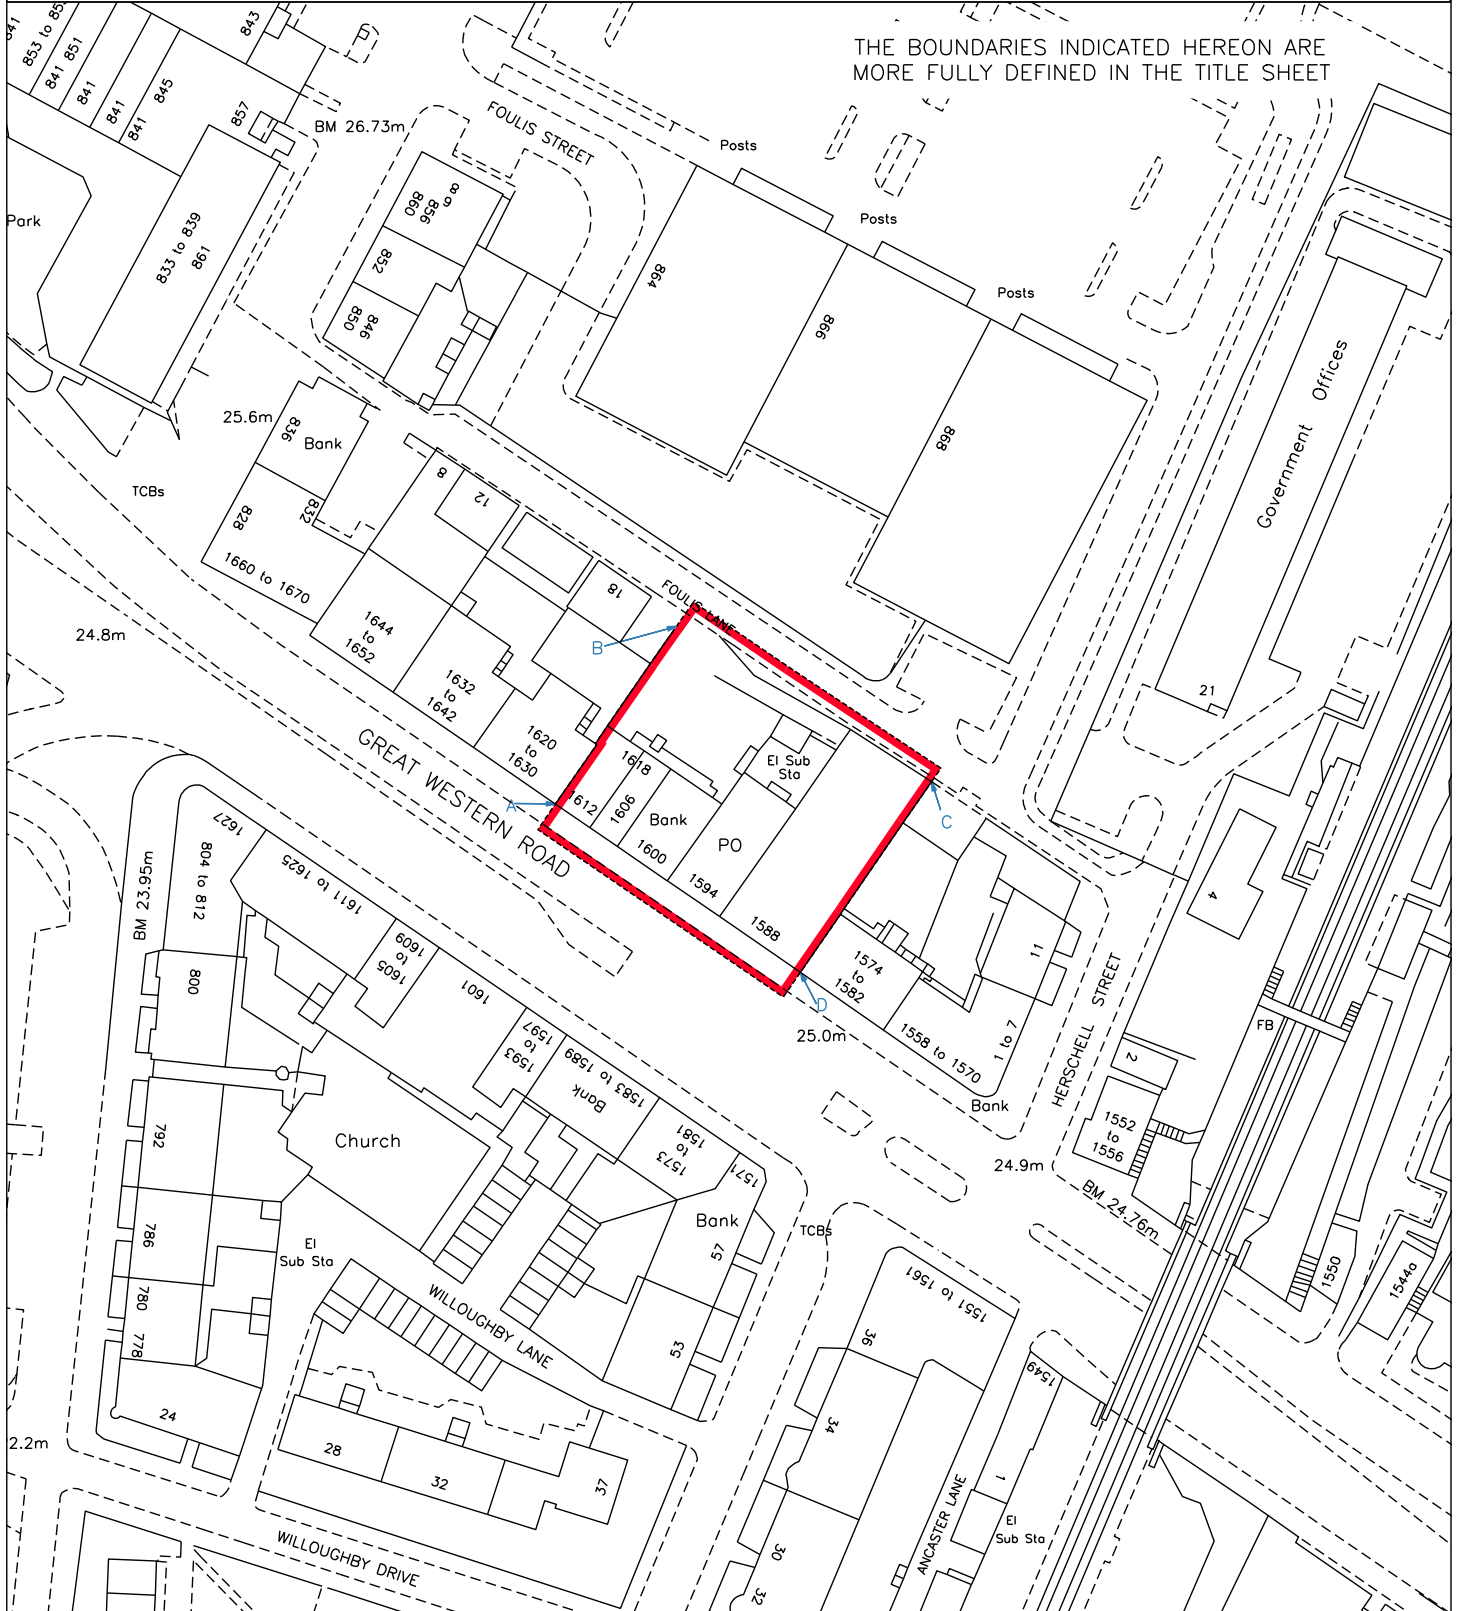 THE BOUNDARIES INDICATED HEREON ARE
MORE FULLY DEFINED IN THE TITLE SHEET
841
853 to 85
841 851
841
841
841
845
843
857
BM 26.73m
FOULIS STREET
Posts
Posts
Posts
Park
833 to 839
861
860
856
852
850
846
864
866
868
Government Offices
21
25.6m
836
Bank
832
828
TCBs
8
12
18
1660 to 1670
1644
to
1652
1632
to
1642
1620
to
1630
FOULIS LANE
24.8m
B
A
C
D
GREAT WESTERN ROAD
1618
1612
1606
Bank
1600
PO
1594
El Sub
Sta
1588
1574
to
1582
11
1558 to 1570
1 to 7
Bank
HERSCHELL STREET
4
2
FB
1552
to
1556
25.0m
24.9m
BM 24.76m
1550
1544a
BM 23.95m
1627
804 to 812
1611 to 1625
1609
to
1605
800
1601
1597
to
1593
1583 to 1589
Bank
1581
to
1573
1571
Bank
57
53
TCBs
792
Church
786
El
Sub Sta
780
778
WILLOUGHBY LANE
24
28
32
37
2.2m
WILLOUGHBY DRIVE
1551 to 1561
36
34
30
32
1549
1
ANCASTER LANE
El
Sub Sta